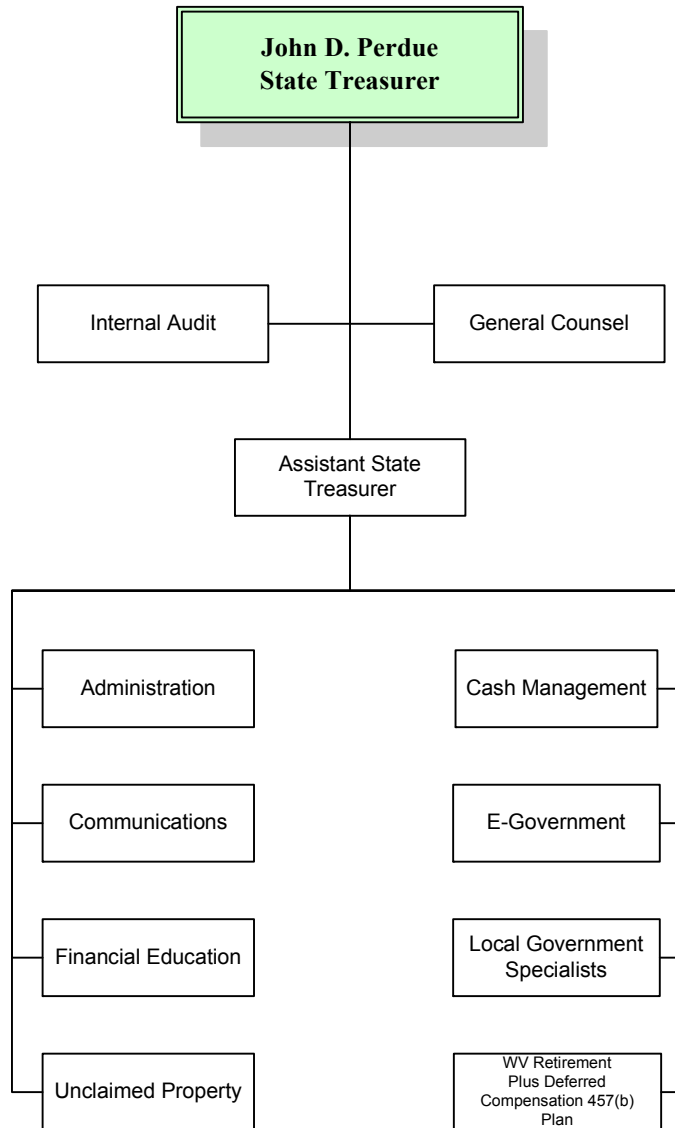 John D. Perdue
State Treasurer
Internal Audit
General Counsel
Assistant State
Treasurer
Administration
Cash Management
Communications
E-Government
Financial Education
Local Government
Specialists
Unclaimed Property
WV Retirement
Plus Deferred
Compensation 457(b)
Plan